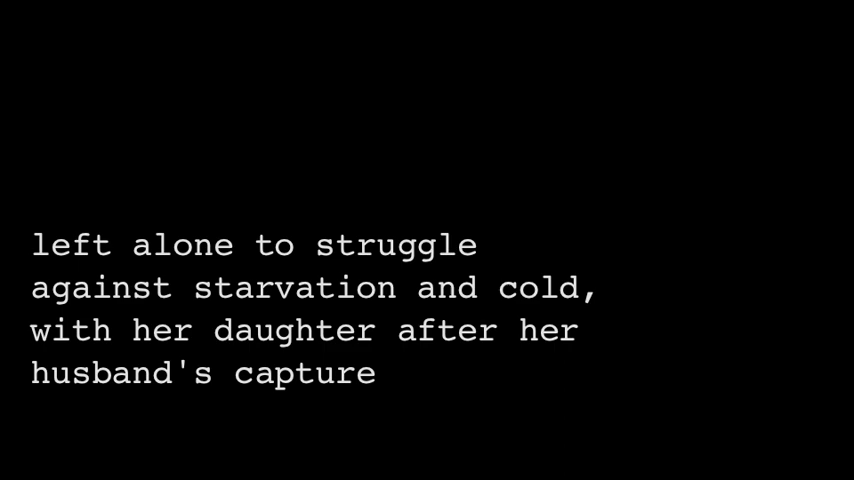 left alone to struggle
against starvation and cold,
with her daughter after her
husband's capture